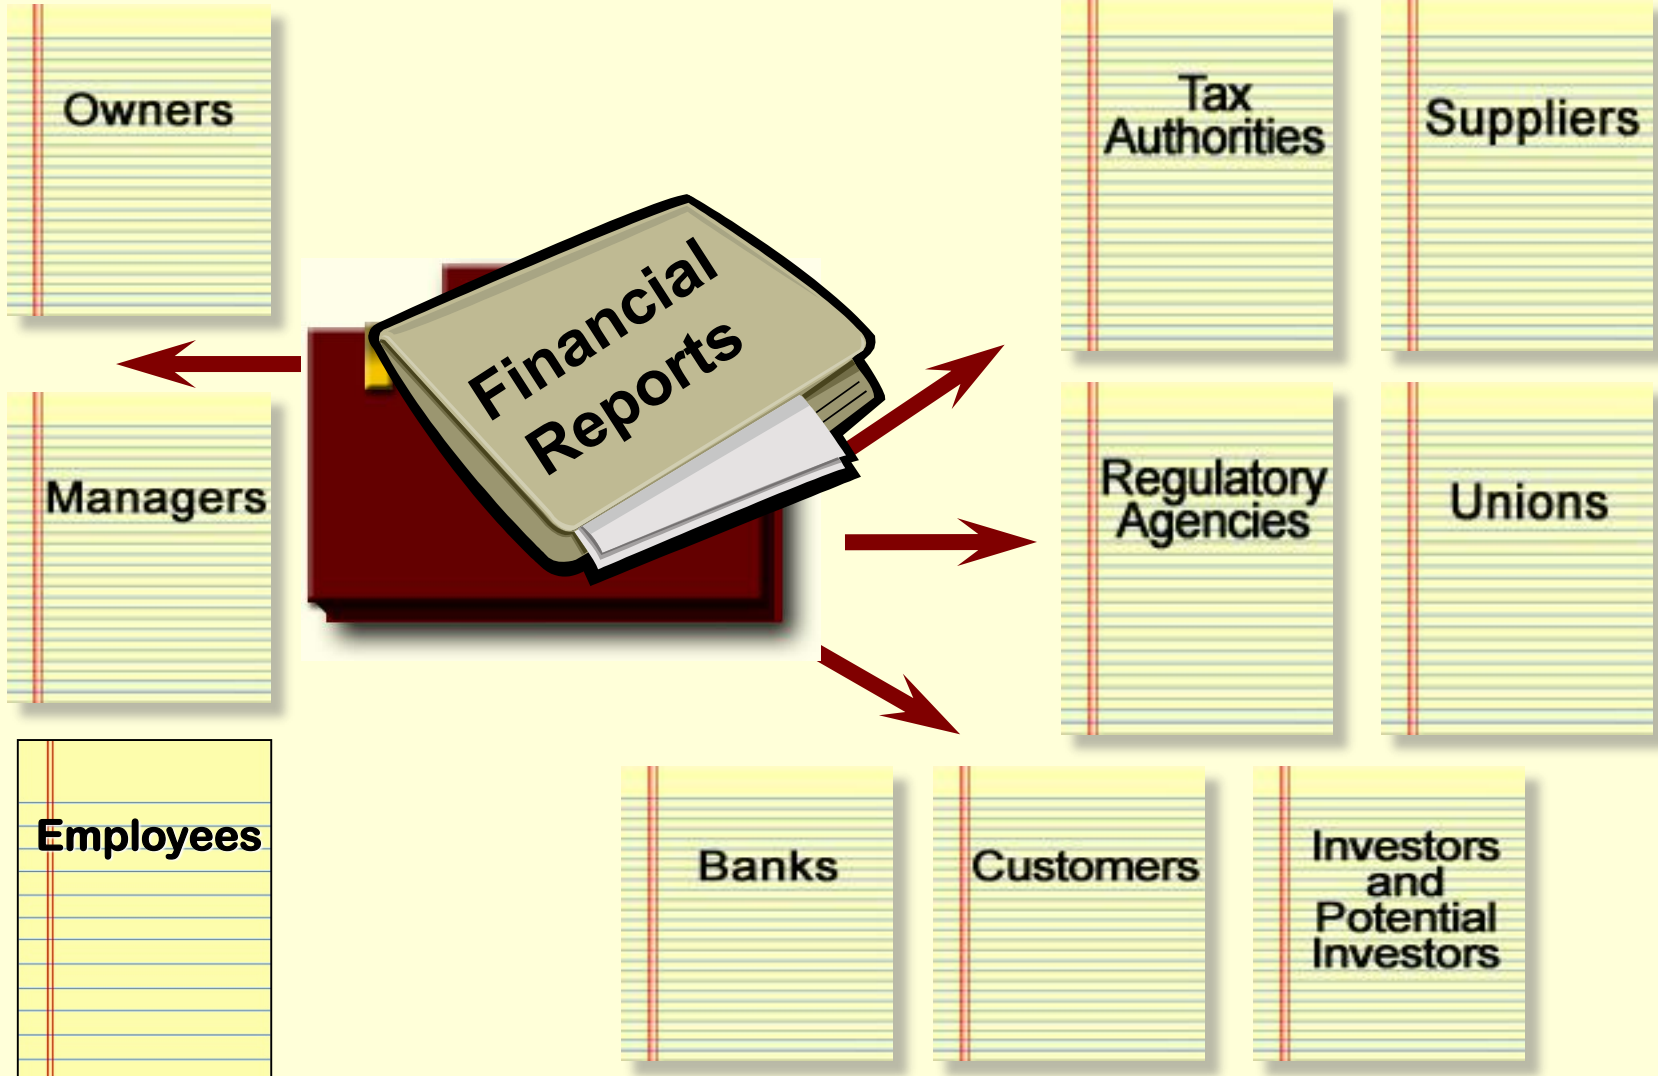 Owners
Managers
Employees
Financial
Reports
Tax
Authorities
Suppliers
Regulatory
Agencies
Unions
Banks
Customers
Investors
and
Potential
Investors